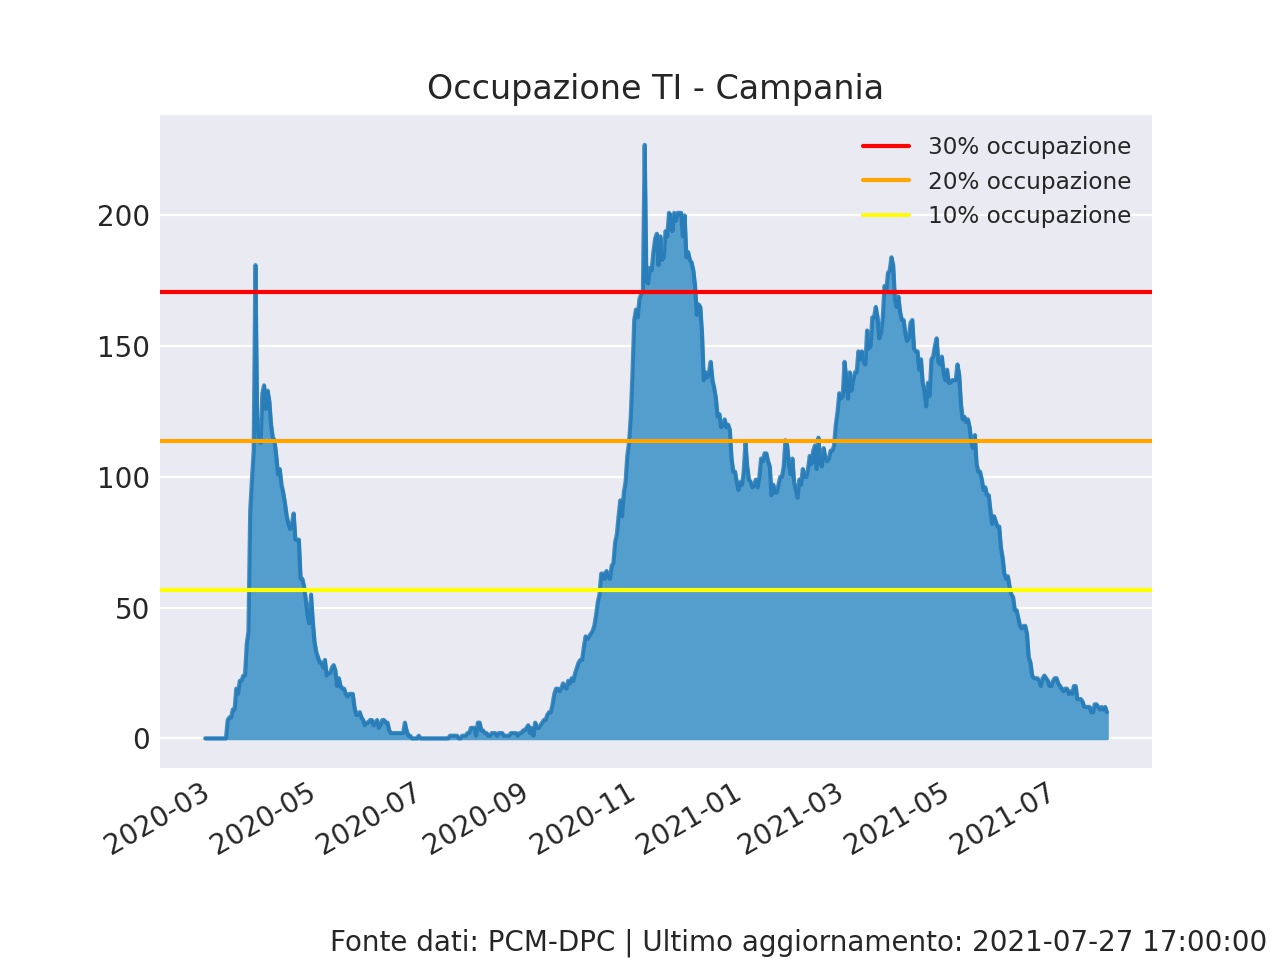 Occupazione TI - Campania
30% occupazione
20% occupazione
10% occupazione
200
150
100
50
0
2020-03
2020-05
2020-07
2020-09
2020-11
2021-01
2021-03
2021-05
2021-07
Fonte dati: PCM-DPC | Ultimo aggiornamento: 2021-07-27 17:00:00